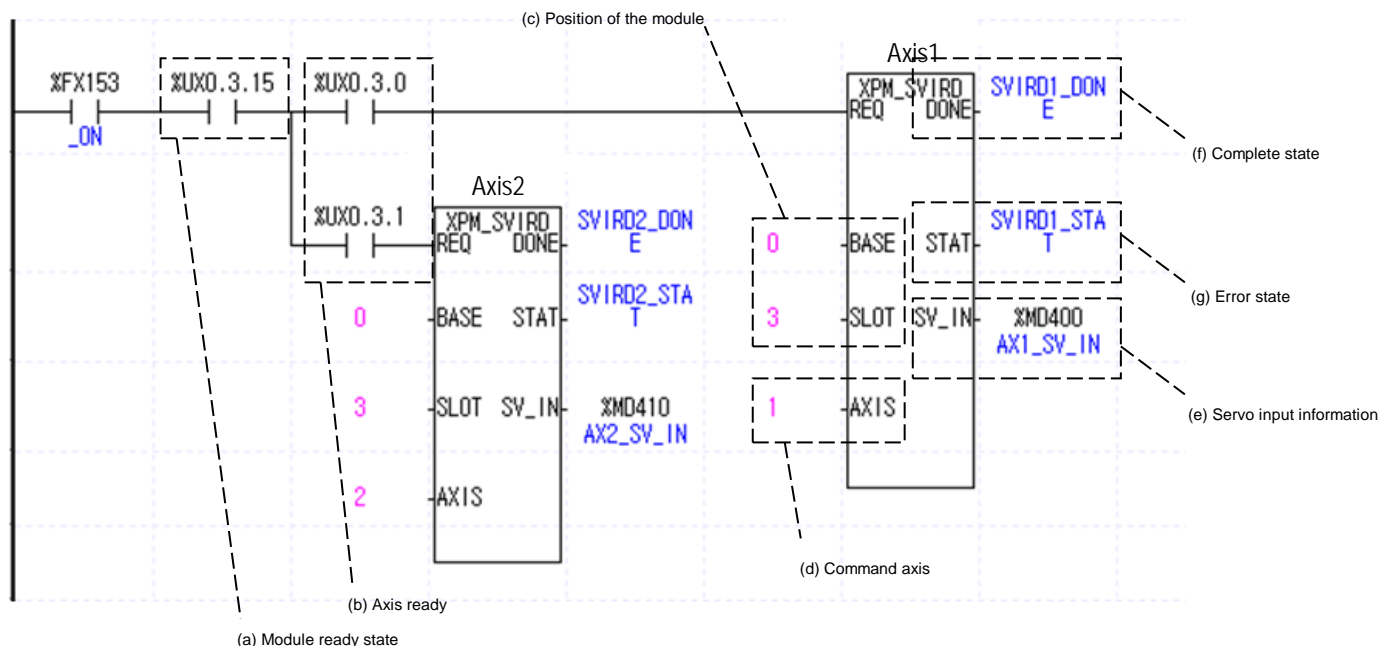 (c) Position of the module
Axis1
%FX153
%UX0.3.15
%UX0.3.0
XPM_SVIRD
SVIRD1_DON
REQ
DONE
E
_ON
(f) Complete state
Axis2
%UX0.3.1
XPM_SVIRD
SVIRD2_DON
REQ
DONE
E
0
BASE
STAT
SVIRD1_STA
T
(g) Error state
0
BASE
STAT
SVIRD2_STA
T
3
SLOT
SV_IN
%MD400
AX1_SV_IN
3
SLOT
SV_IN
%MD410
AX2_SV_IN
1
AXIS
(e) Servo input information
2
AXIS
(d) Command axis
(b) Axis ready
(a) Module ready state